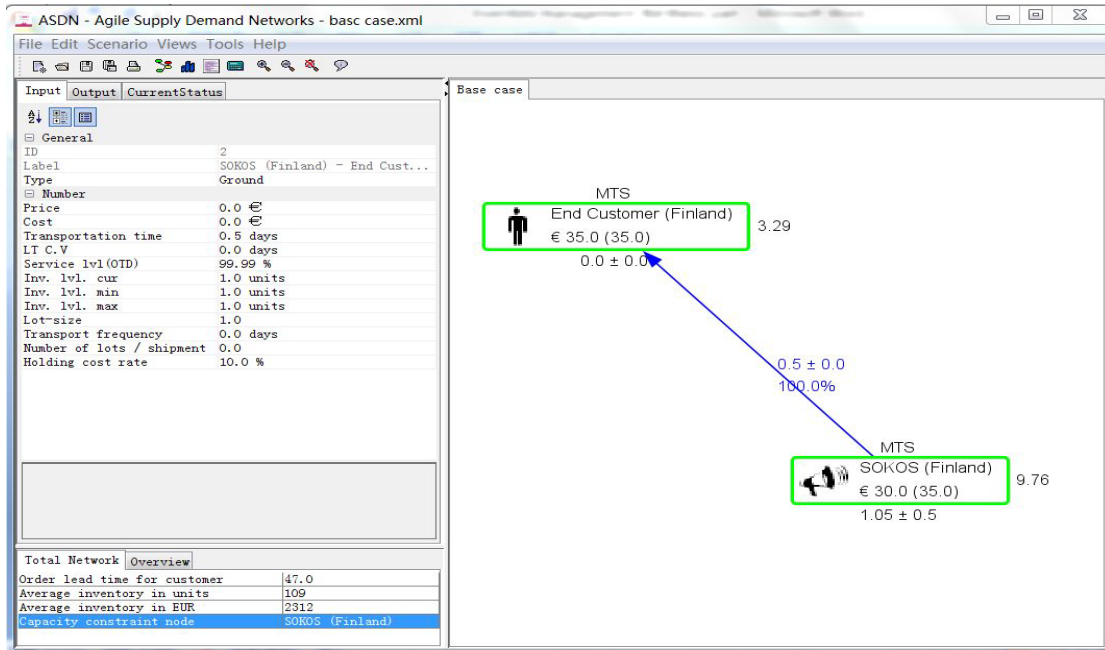 ASDN - Agile Supply Demand Networks - basc case.xml
File Edit Scenario Views Tools Help
Input Output CurrentStatus
General
ID 2
Label SOKOS (Finland) - End Cust...
Type Ground
Number
Price 0.0 €
Cost 0.0 €
Transportation time 0.5 days
LT C.V 0.0 days
Service lvl(OTD) 99.99 %
Inv. lvl. cur 1.0 units
Inv. lvl. min 1.0 units
Inv. lvl. max 1.0 units
Lot-size 1.0
Transport frequency 0.0 days
Number of lots / shipment 0.0
Holding cost rate 10.0 %
Total Network Overview
Order lead time for customer 47.0
Average inventory in units 109
Average inventory in EUR 2312
Capacity constraint node SOKOS (Finland)
Base case
MTS
End Customer (Finland)
€ 35.0 (35.0)
3.29
0.0 ± 0.0
0.5 ± 0.0
100.0%
MTS
SOKOS (Finland)
€ 30.0 (35.0)
9.76
1.05 ± 0.5